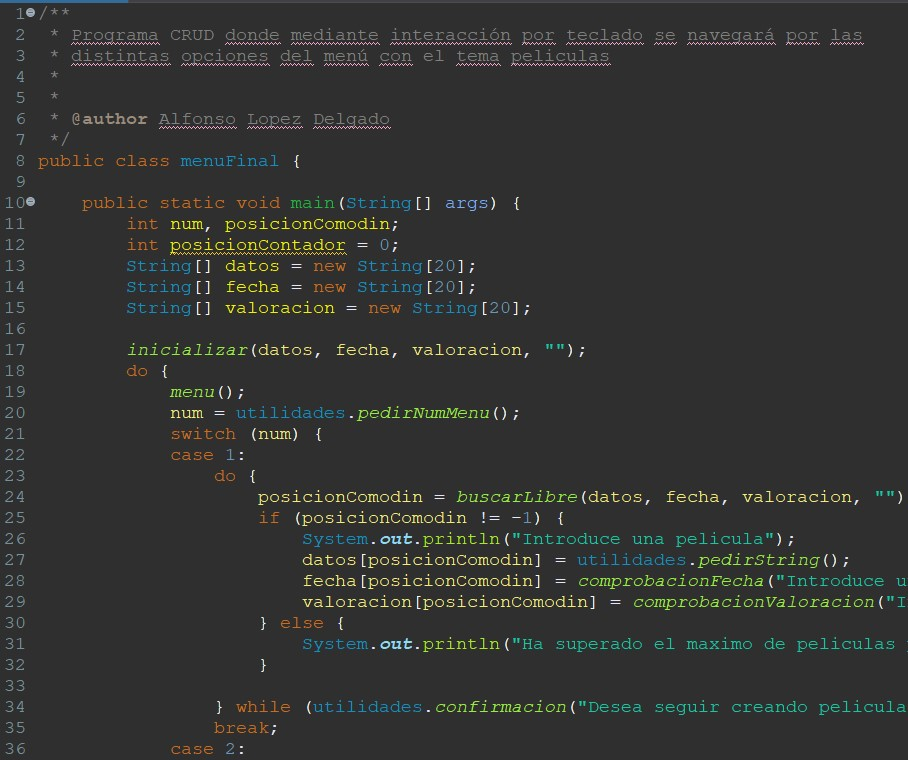 1 /**
2  * Programa CRUD donde mediante interacción por teclado se navegará por las
3  * distintas opciones del menú con el tema peliculas
4  *
5  *
6  * @author Alfonso Lopez Delgado
7  */
8 public class menuFinal {
9
10     public static void main(String[] args) {
11         int num, posicionComodin;
12         int posicionContador = 0;
13         String[] datos = new String[20];
14         String[] fecha = new String[20];
15         String[] valoracion = new String[20];
16
17         inicializar(datos, fecha, valoracion, "");
18         do {
19             menu();
20             num = utilidades.pedirNumMenu();
21             switch (num) {
22             case 1:
23                 do {
24                     posicionComodin = buscarLibre(datos, fecha, valoracion, "")
25                     if (posicionComodin != -1) {
26                         System.out.println("Introduce una pelicula");
27                         datos[posicionComodin] = utilidades.pedirString();
28                         fecha[posicionComodin] = comprobacionFecha("Introduce u
29                         valoracion[posicionComodin] = comprobacionValoracion("I
30                     } else {
31                         System.out.println("Ha superado el maximo de peliculas
32                     }
33
34                 } while (utilidades.confirmacion("Desea seguir creando pelicula
35                 break;
36             case 2: